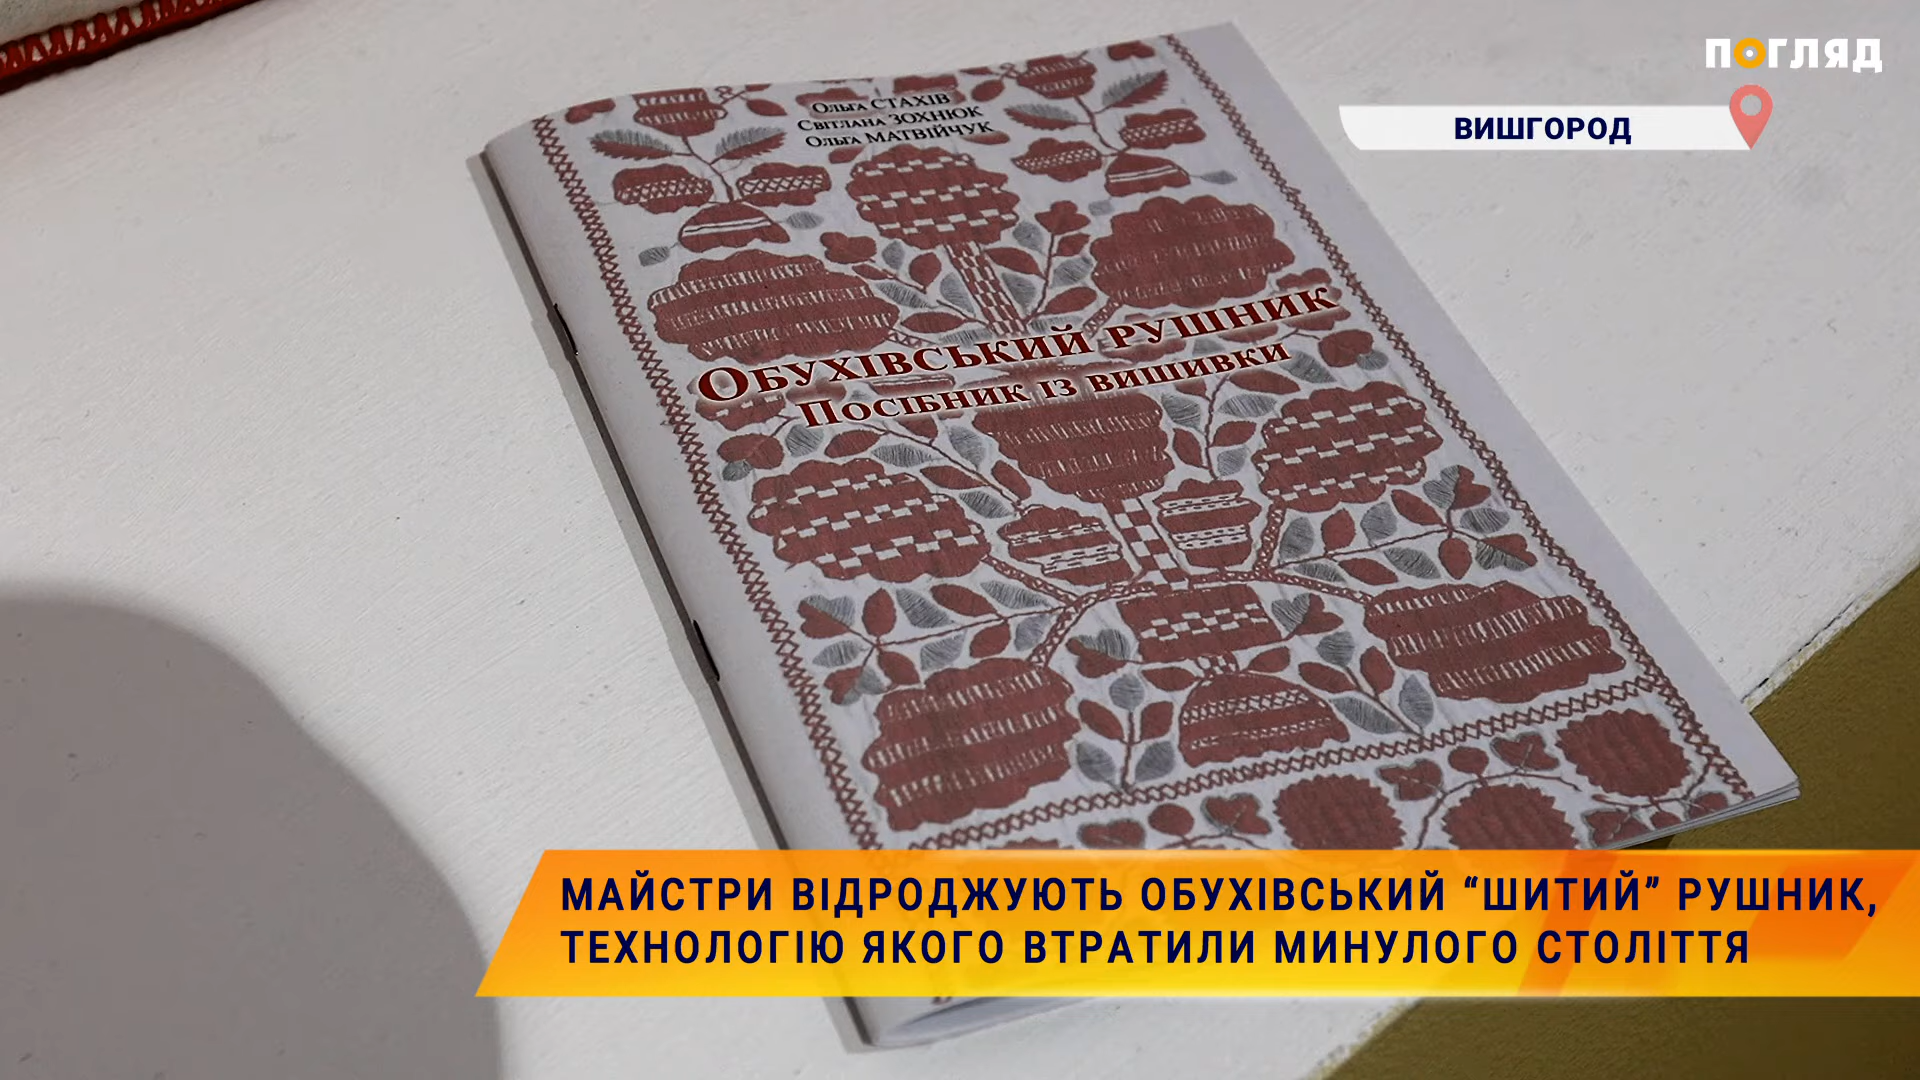 ПОГЛЯД
ВИШГОРОД
Ольга СТАХІВ
Світлана ЗОХНЮК
Ольга МАТВІЙЧУК
Обухівський рушник
Посібник із вишивки
МАЙСТРИ ВІДРОДЖУЮТЬ ОБУХІВСЬКИЙ “ШИТИЙ” РУШНИК,
ТЕХНОЛОГІЮ ЯКОГО ВТРАТИЛИ МИНУЛОГО СТОЛІТТЯ